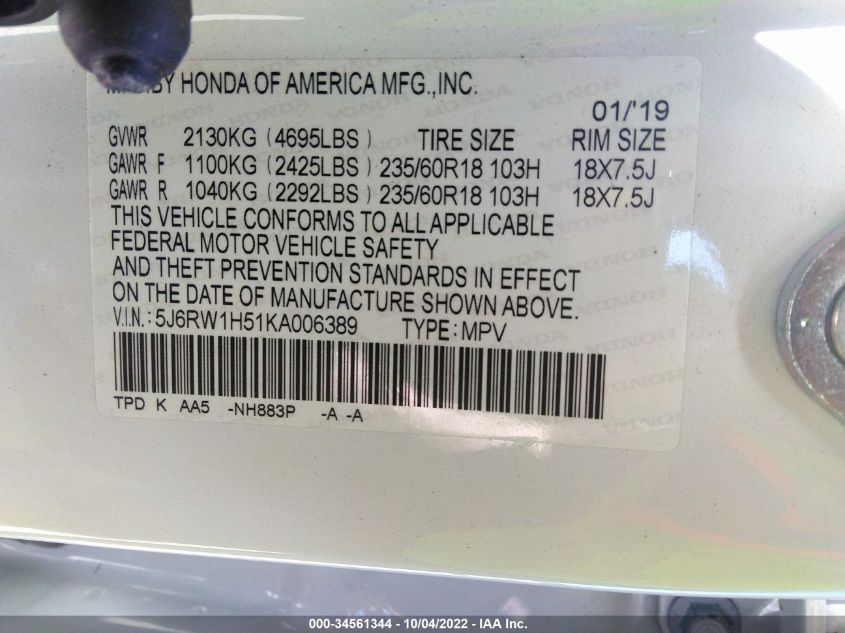 BY HONDA OF AMERICA MFG.,INC.
01/'19
GVWR 2130KG (4695LBS) TIRE SIZE RIM SIZE
GAWR F 1100KG (2425LBS) 235/60R18 103H 18X7.5J
GAWR R 1040KG (2292LBS) 235/60R18 103H 18X7.5J
THIS VEHICLE CONFORMS TO ALL APPLICABLE
FEDERAL MOTOR VEHICLE SAFETY
AND THEFT PREVENTION STANDARDS IN EFFECT
ON THE DATE OF MANUFACTURE SHOWN ABOVE.
V.I.N.: 5J6RW1H51KA006389 TYPE: MPV
TPD K AA5 -NH883P -A -A
000-34561344 - 10/04/2022 - IAA Inc.